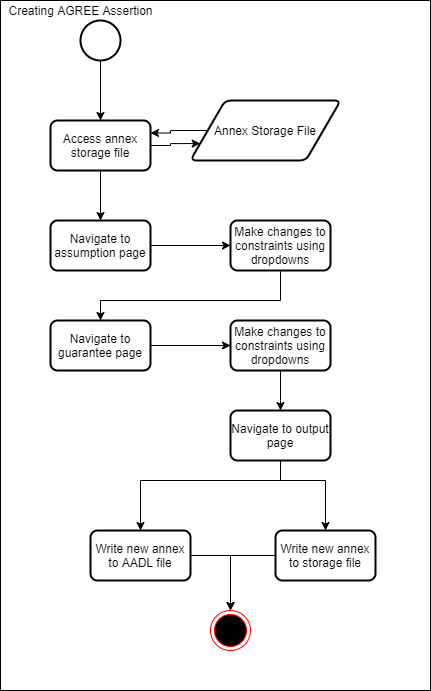 Creating AGREE Assertion
Access annex
storage file
Annex Storage File
Navigate to
assumption page
Make changes to
constraints using
dropdowns
Navigate to
guarantee page
Make changes to
constraints using
dropdowns
Navigate to output
page
Write new annex
to AADL file
Write new annex
to storage file